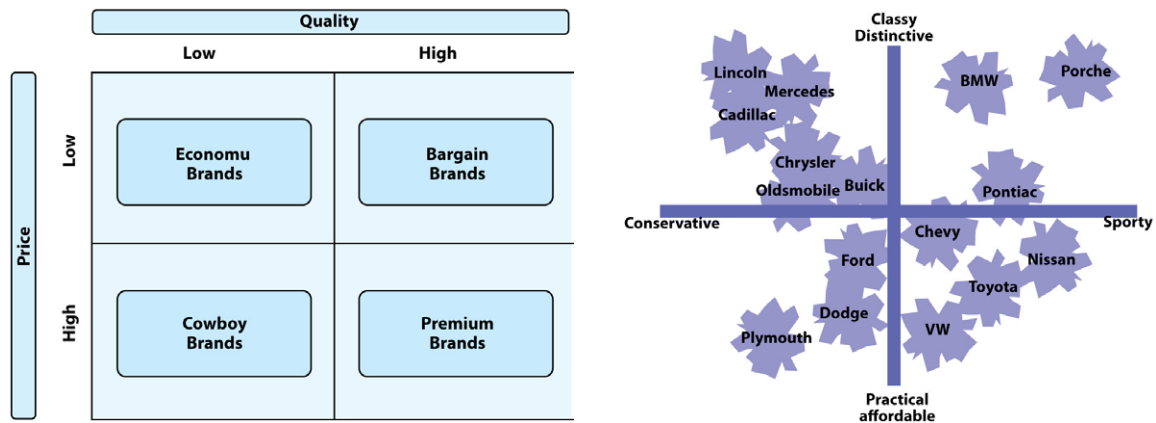 Quality
Low
High
Price
Low
High
Economu
Brands
Bargain
Brands
Cowboy
Brands
Premium
Brands
Classy
Distinctive
Lincoln
Mercedes
Cadillac
BMW
Porche
Chrysler
Oldsmobile
Buick
Pontiac
Conservative
Sporty
Chevy
Ford
Nissan
Toyota
Dodge
Plymouth
VW
Practical
affordable